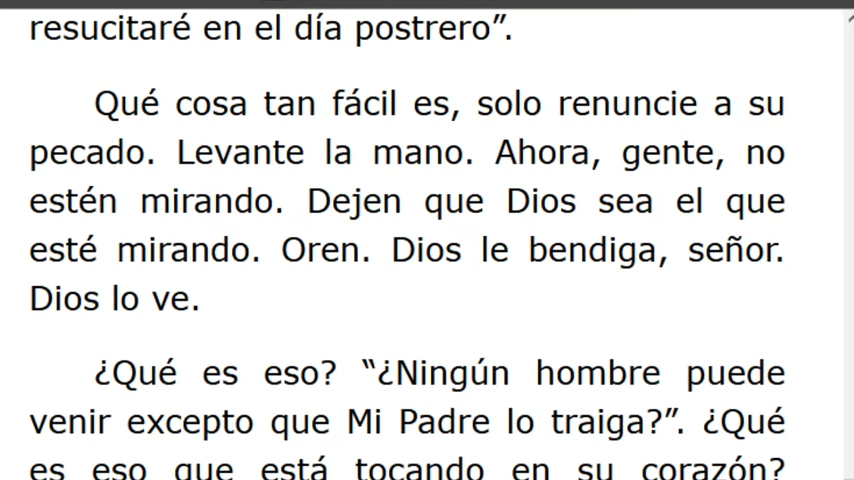 resucitaré en el día postrero”.
Qué cosa tan fácil es, solo renuncie a su
pecado. Levante la mano. Ahora, gente, no
estén mirando. Dejen que Dios sea el que
esté mirando. Oren. Dios le bendiga, señor.
Dios lo ve.
¿Qué es eso? “¿Ningún hombre puede
venir excepto que Mi Padre lo traiga?”. ¿Qué
es eso que está tocando en su corazón?